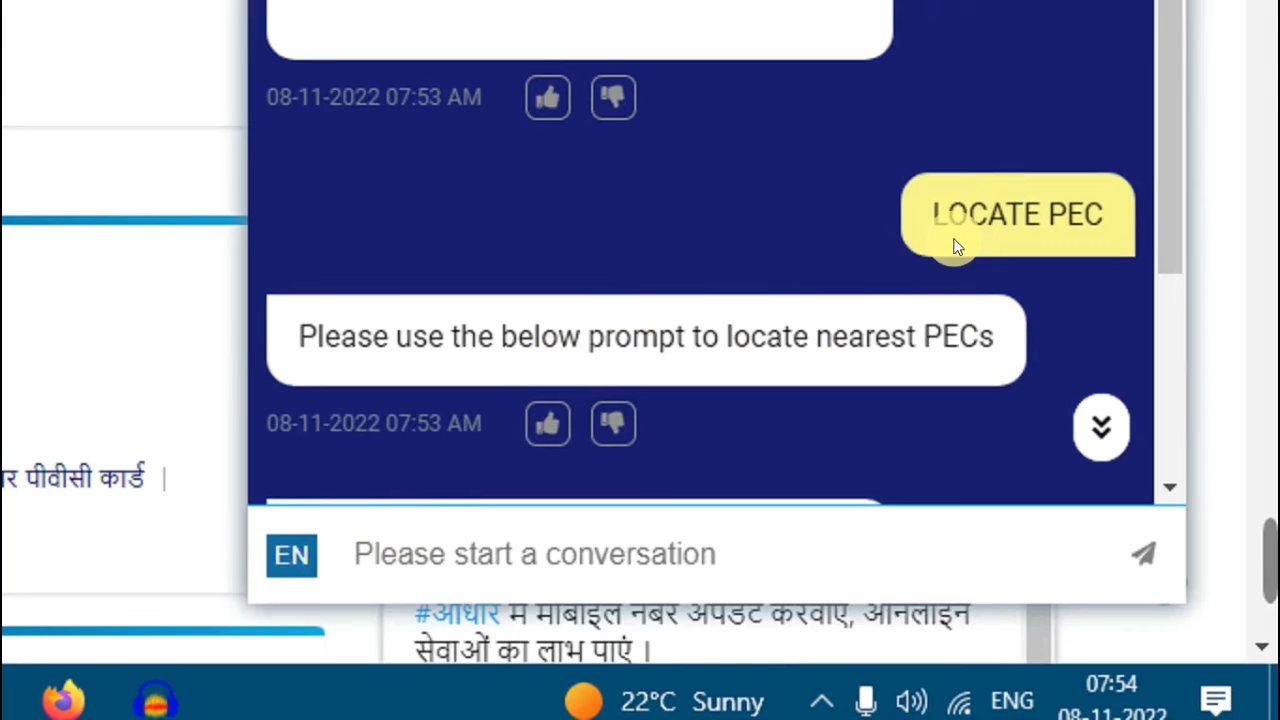 08-11-2022 07:53 AM
LOCATE PEC
Please use the below prompt to locate nearest PECs
08-11-2022 07:53 AM
पीवीसी कार्ड |
EN
Please start a conversation
#आधार में मोबाइल नंबर अपडेट करवाएं, ऑनलाइन
सेवाओं का लाभ पाएं ।
22°C Sunny
ENG
07:54
08-11-2022